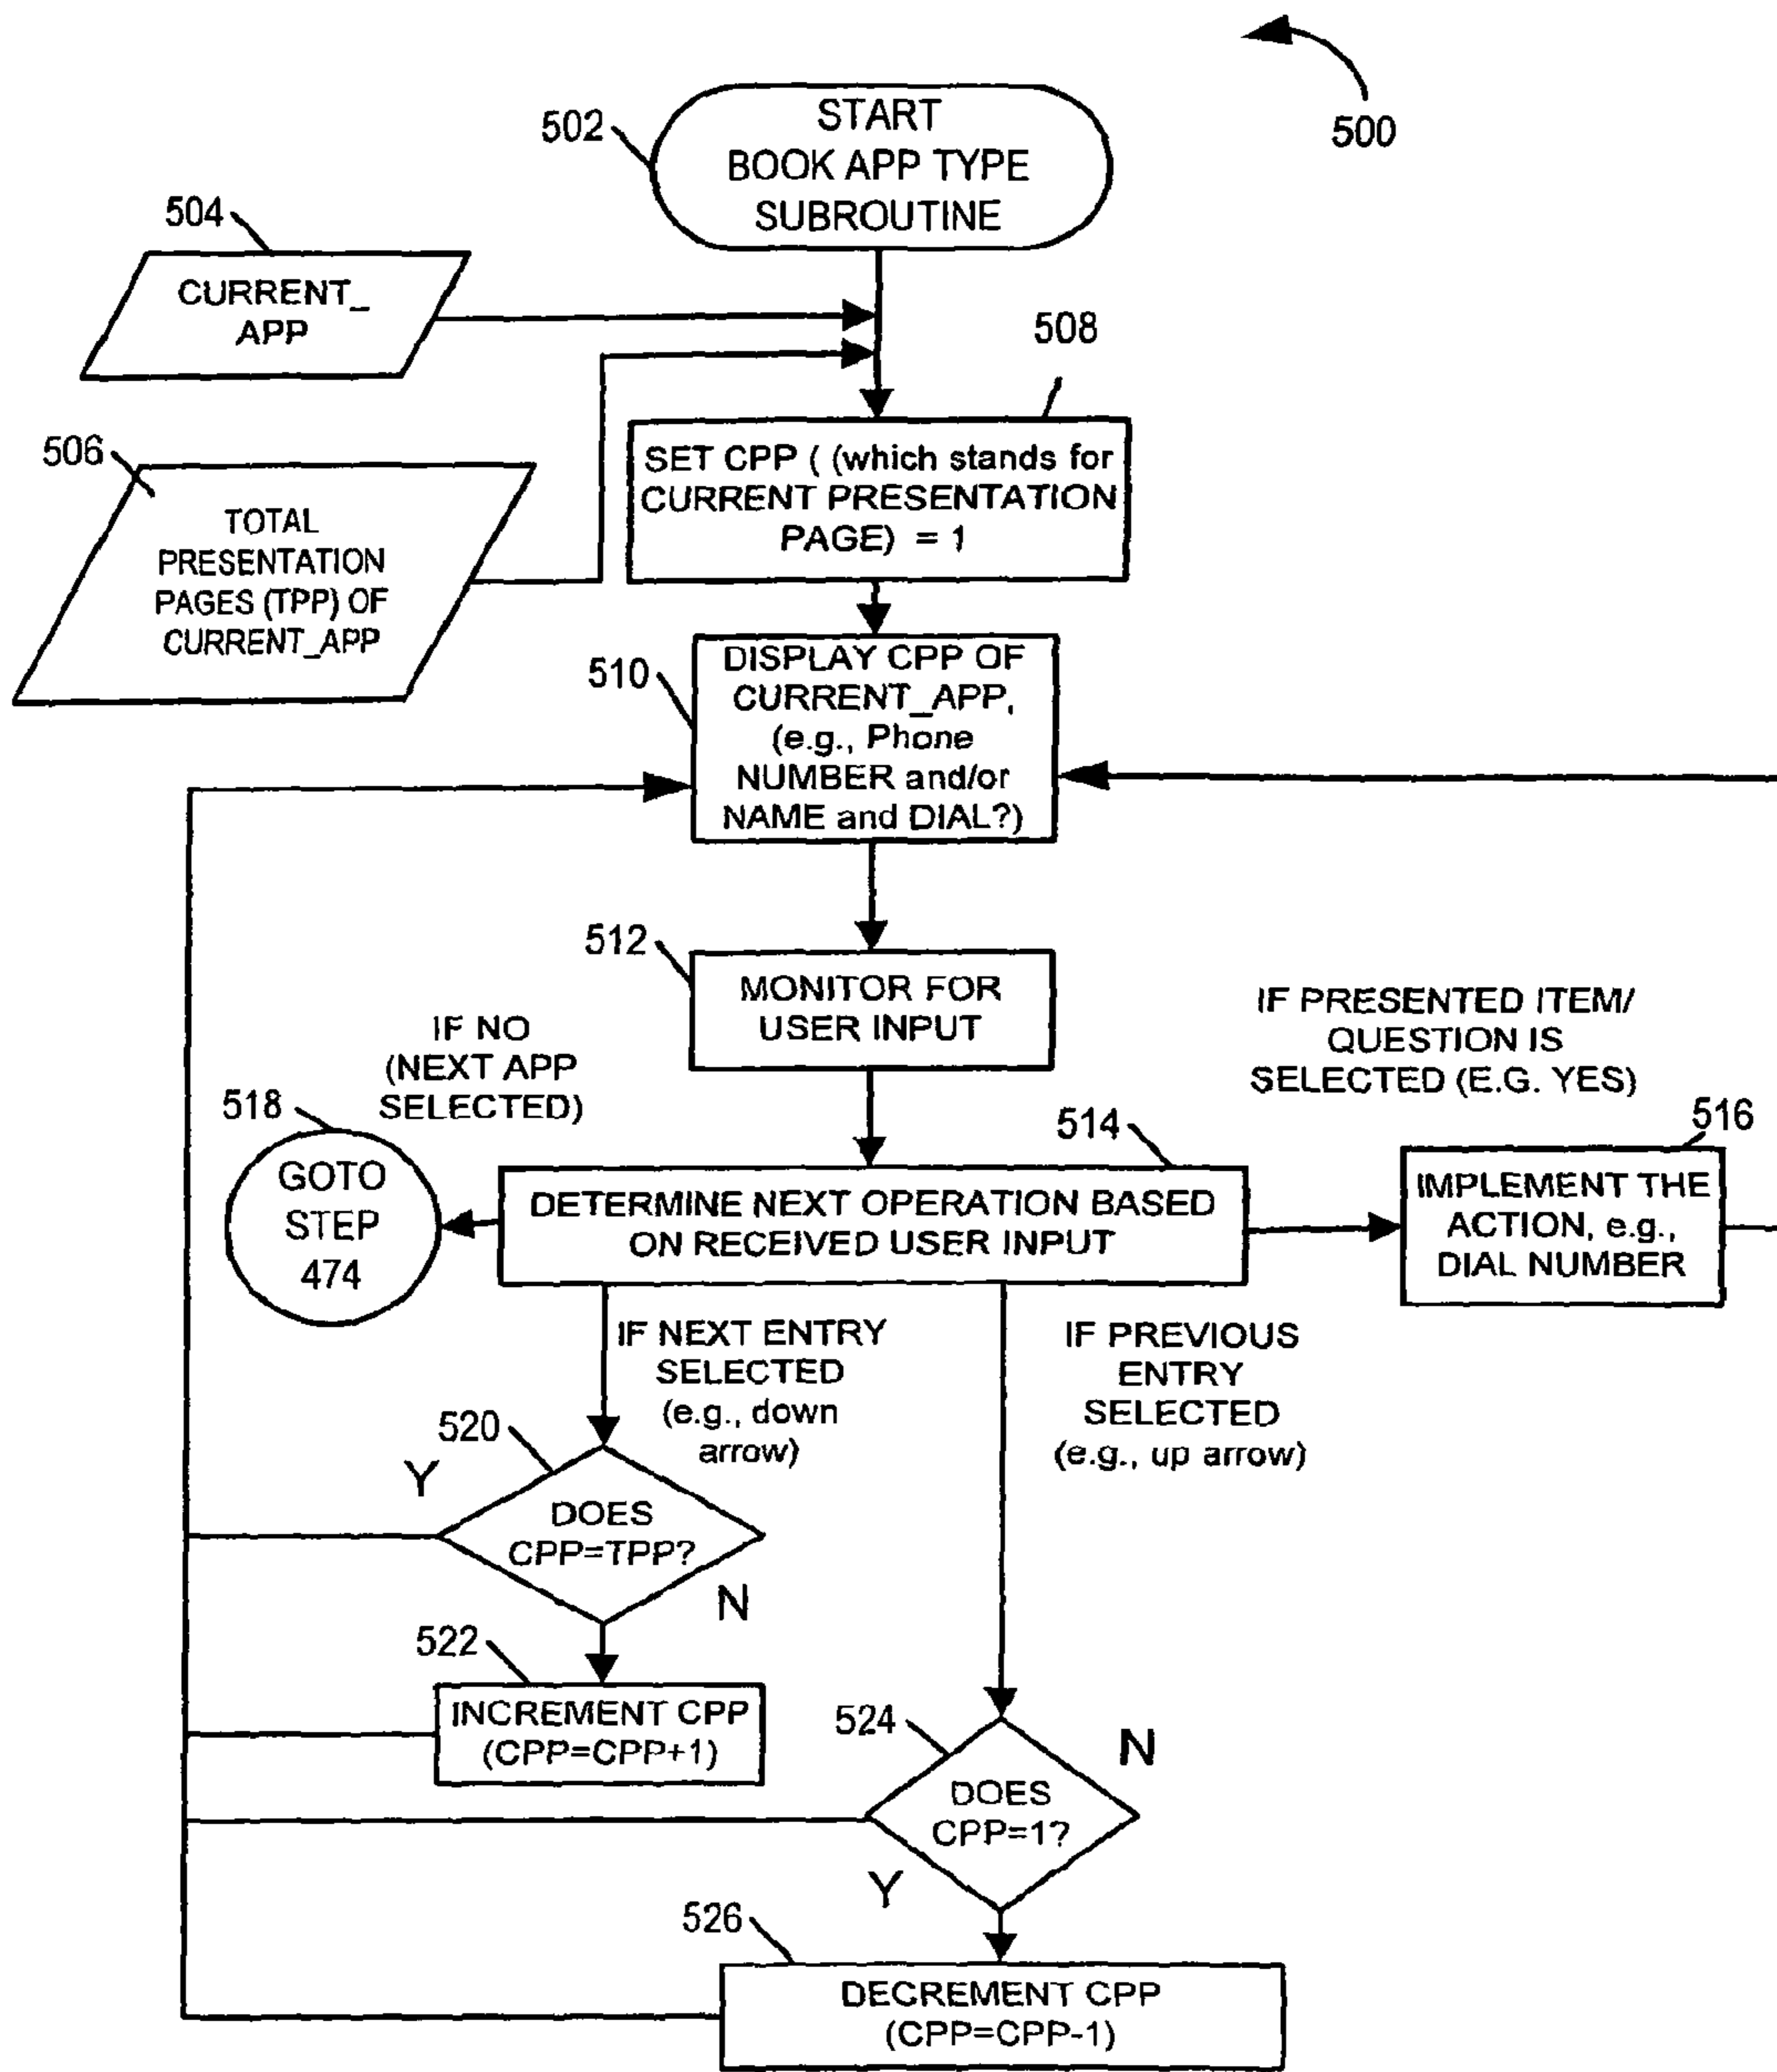 500
502
START
BOOK APP TYPE
SUBROUTINE
504
CURRENT_
APP
506
TOTAL
PRESENTATION
PAGES (TPP) OF
CURRENT_APP
508
SET CPP ( (which stands for
CURRENT PRESENTATION
PAGE) = 1
510
DISPLAY CPP OF
CURRENT_APP,
(e.g., Phone
NUMBER and/or
NAME and DIAL?)
512
MONITOR FOR
USER INPUT
IF NO
(NEXT APP
SELECTED)
IF PRESENTED ITEM/
QUESTION IS
SELECTED (E.G. YES)
518
GOTO
STEP
474
514
DETERMINE NEXT OPERATION BASED
ON RECEIVED USER INPUT
516
IMPLEMENT THE
ACTION, e.g.,
DIAL NUMBER
IF NEXT ENTRY
SELECTED
(e.g., down
arrow)
IF PREVIOUS
ENTRY
SELECTED
(e.g., up arrow)
520
Y
DOES
CPP=TPP?
N
522
INCREMENT CPP
(CPP=CPP+1)
524
N
DOES
CPP=1?
Y
526
DECREMENT CPP
(CPP=CPP-1)